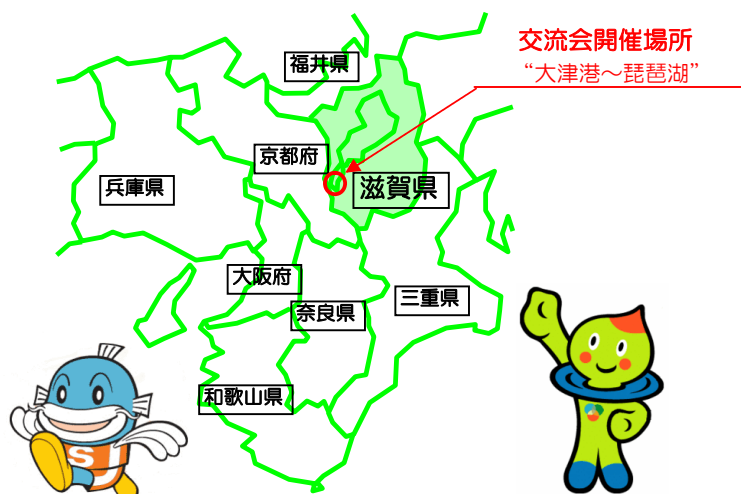 交流会開催場所
“大津港～琵琶湖”
福井県
京都府
兵庫県
滋賀県
大阪府
三重県
奈良県
和歌山県
SJ